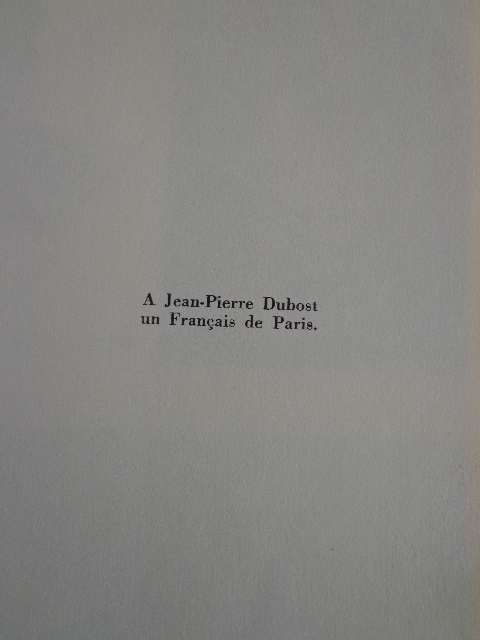 A Jean-Pierre Dubost
un Français de Paris.